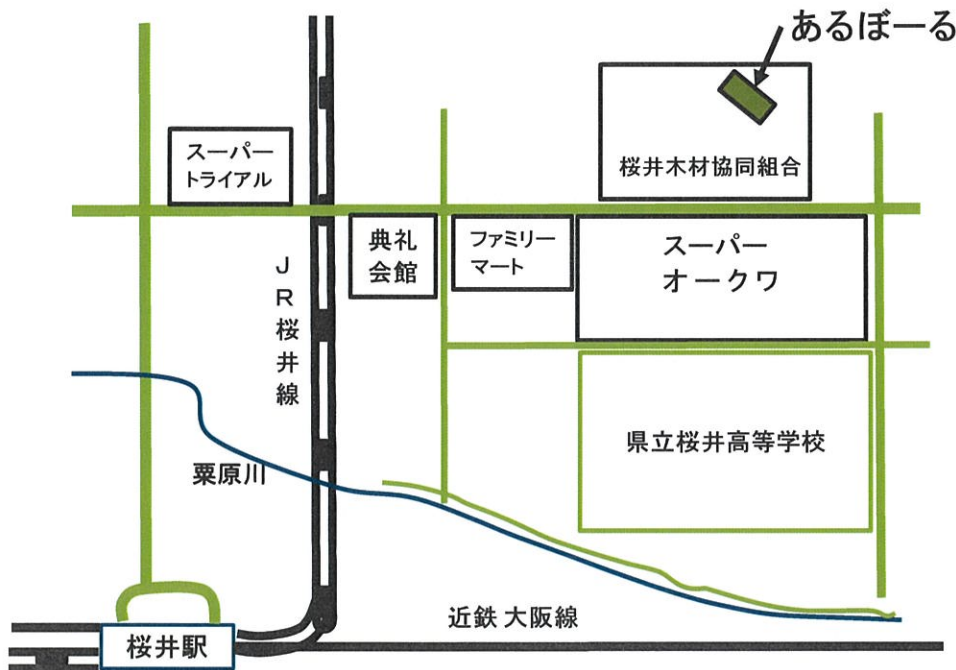 あるぼーる
スーパー
トライアル
桜井木材協同組合
典礼
会館
ファミリー
マート
スーパー
オークワ
JR桜井線
県立桜井高等学校
粟原川
近鉄 大阪線
桜井駅